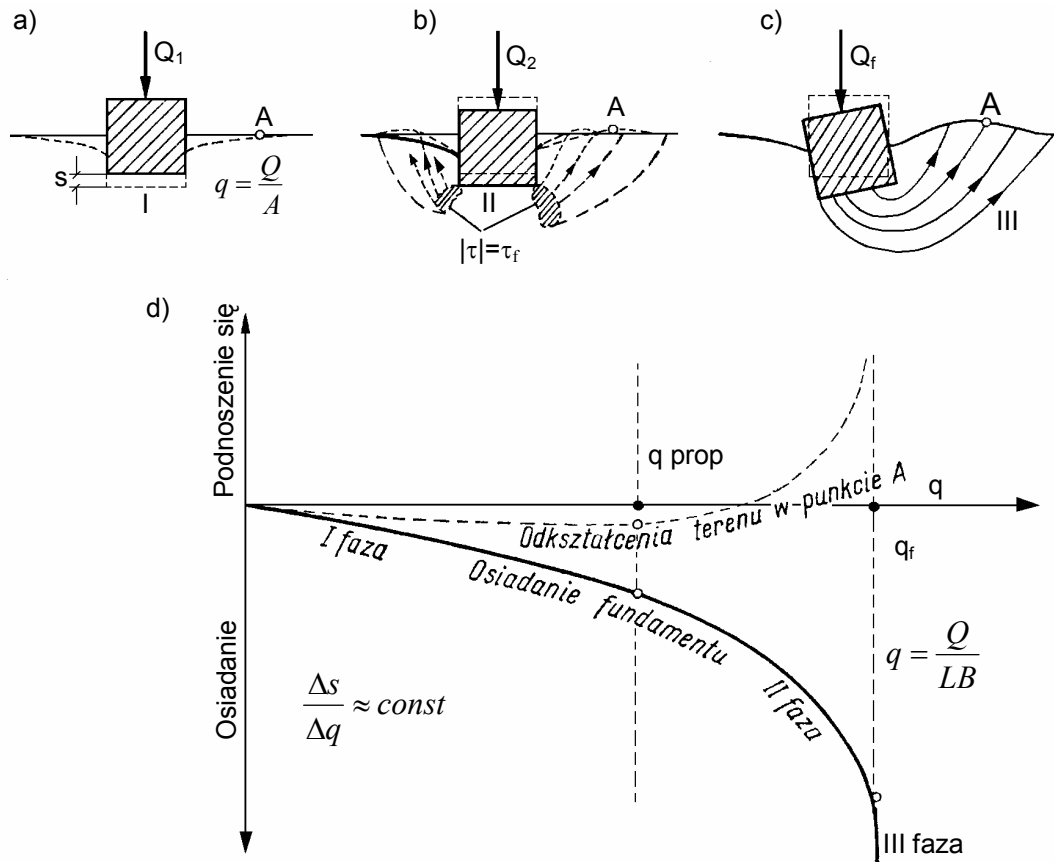 a)
Q1
A
s
I
q = Q/A
b)
Q2
A
II
|τ|=τf
c)
Qf
A
III
d)
Podnoszenie się
Osiadanie
q prop
q
qf
Odkształcenia terenu w-punkcie A
I faza
Osiadanie fundamentu
II faza
III faza
Δs/Δq ≈ const
q = Q/LB